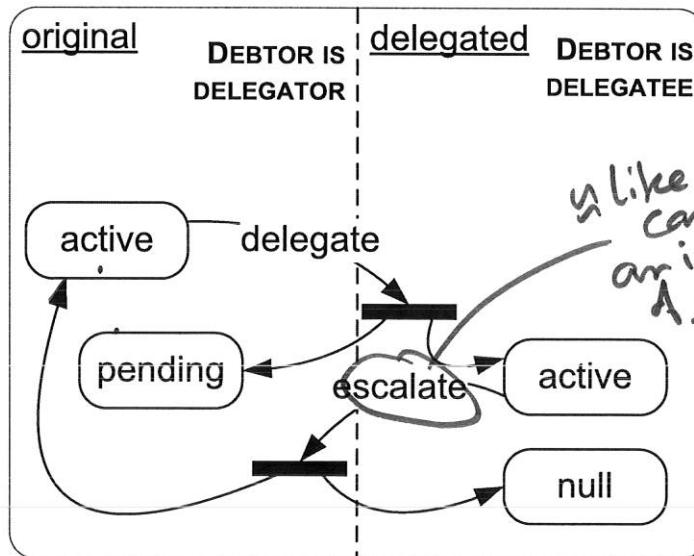 original
DEBTOR IS
DELEGATOR
delegated
DEBTOR IS
DELEGATEE
like
active
delegate
pending
escalate
active
null